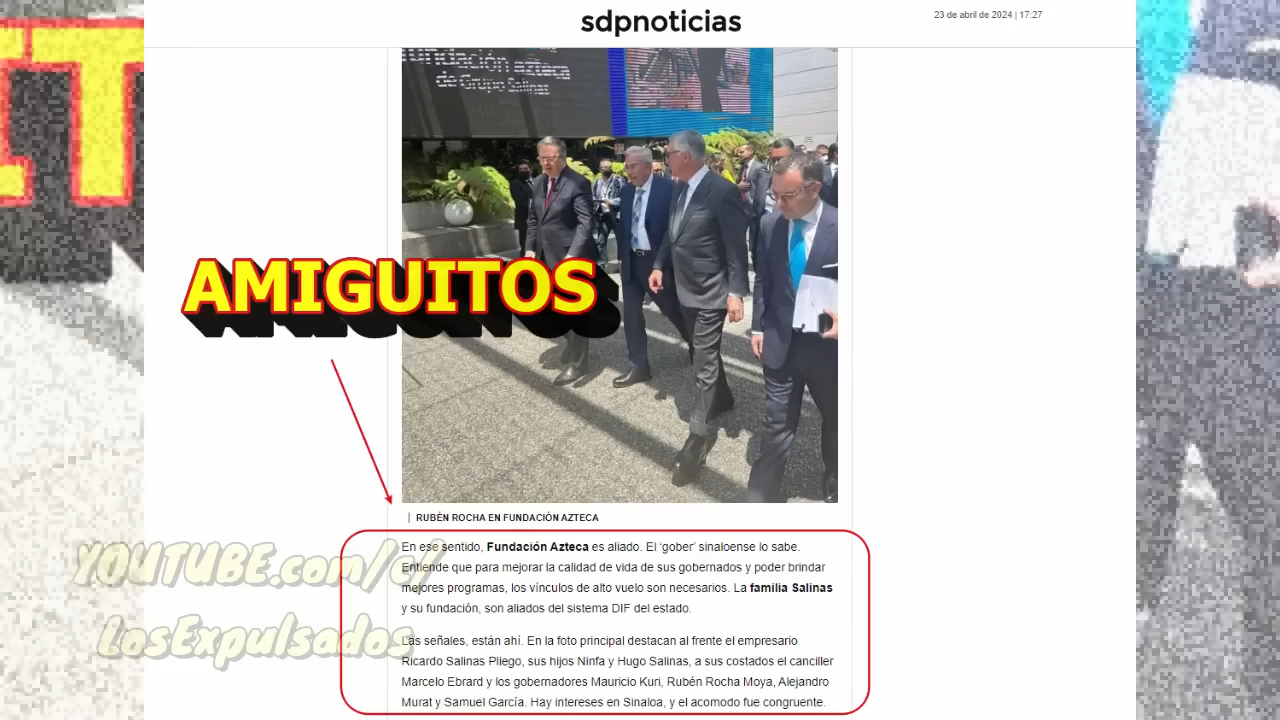 sdpnoticias
23 de abril de 2024 | 17:27
fundación azteca
de Grupo Salinas
AMIGUITOS
| RUBÉN ROCHA EN FUNDACIÓN AZTECA
En ese sentido, Fundación Azteca es aliado. El ‘gober’ sinaloense lo sabe.
Entiende que para mejorar la calidad de vida de sus gobernados y poder brindar
mejores programas, los vínculos de alto vuelo son necesarios. La familia Salinas
y su fundación, son aliados del sistema DIF del estado.
Las señales, están ahí. En la foto principal destacan al frente el empresario
Ricardo Salinas Pliego, sus hijos Ninfa y Hugo Salinas, a sus costados el canciller
Marcelo Ebrard y los gobernadores Mauricio Kuri, Rubén Rocha Moya, Alejandro
Murat y Samuel García. Hay intereses en Sinaloa, y el acomodo fue congruente.
YOUTUBE.com/c/
LosExpulsados